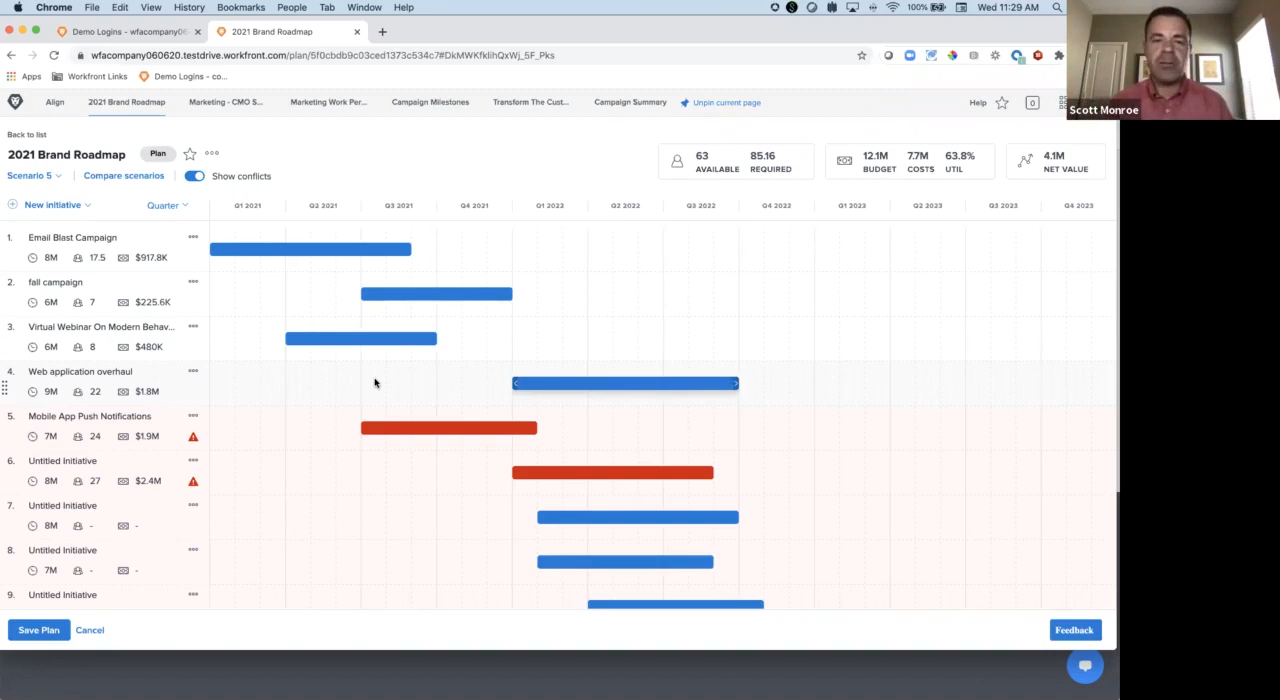 Chrome File Edit View History Bookmarks People Tab Window Help 100% Wed 11:29 AM
Demo Logins - wfacompany06 2021 Brand Roadmap
wfacompany060620.testdrive.workfront.com/plan/5f0cbdb9c03ced1373c534c7#DkMWKfkIihQxWj_5F_Pks
Apps Workfront Links Demo Logins - co...
Align 2021 Brand Roadmap Marketing - CMO S... Marketing Work Per... Campaign Milestones Transform The Cust... Campaign Summary Unpin current page Help 0
Scott Monroe
Back to list
2021 Brand Roadmap Plan
63 85.16 12.1M 7.7M 63.8% 4.1M
AVAILABLE REQUIRED BUDGET COSTS UTIL NET VALUE
Scenario 5 Compare scenarios Show conflicts
New initiative Quarter Q1 2021 Q2 2021 Q3 2021 Q4 2021 Q1 2022 Q2 2022 Q3 2022 Q4 2022 Q1 2023 Q2 2023 Q3 2023 Q4 2023
1. Email Blast Campaign
8M 17.5 $917.8K
2. fall campaign
6M 7 $225.6K
3. Virtual Webinar On Modern Behav...
6M 8 $480K
4. Web application overhaul
9M 22 $1.8M
5. Mobile App Push Notifications
7M 24 $1.9M
6. Untitled Initiative
8M 27 $2.4M
7. Untitled Initiative
8M - -
8. Untitled Initiative
7M - -
9. Untitled Initiative
Save Plan Cancel Feedback